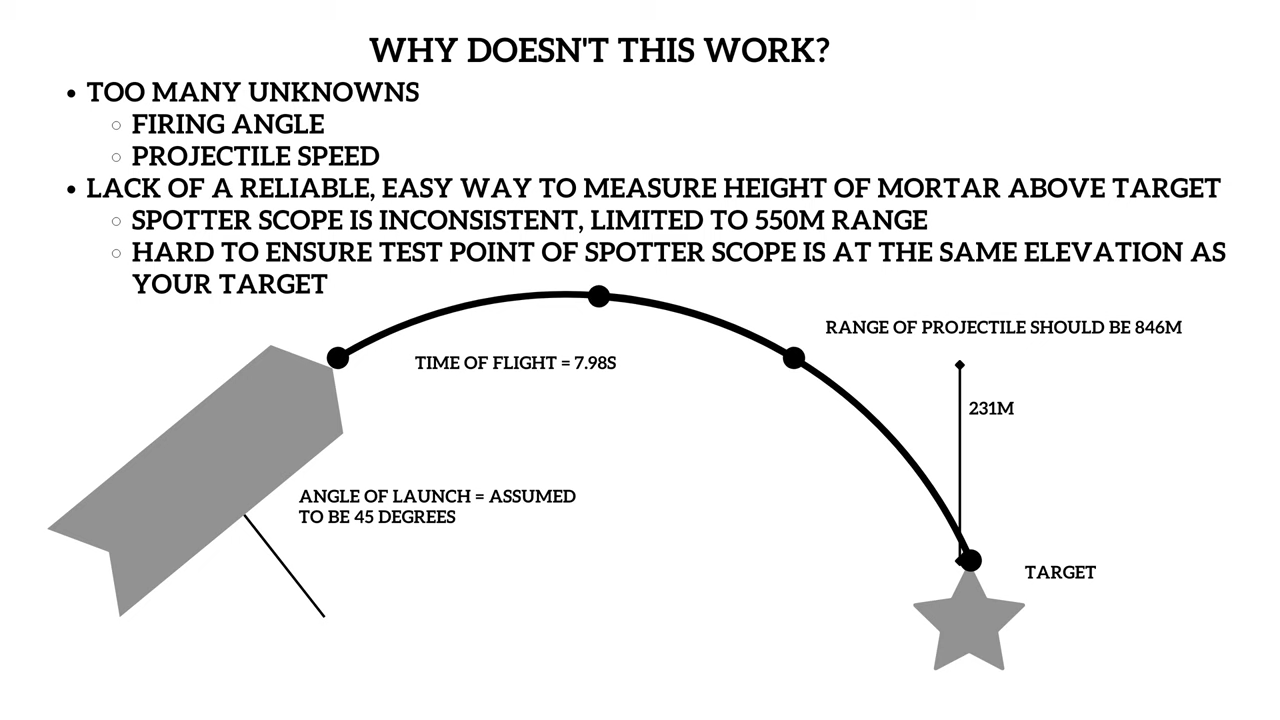 WHY DOESN'T THIS WORK?
TOO MANY UNKNOWNS
FIRING ANGLE
PROJECTILE SPEED
LACK OF A RELIABLE, EASY WAY TO MEASURE HEIGHT OF MORTAR ABOVE TARGET
SPOTTER SCOPE IS INCONSISTENT, LIMITED TO 550M RANGE
HARD TO ENSURE TEST POINT OF SPOTTER SCOPE IS AT THE SAME ELEVATION AS
YOUR TARGET
RANGE OF PROJECTILE SHOULD BE 846M
TIME OF FLIGHT = 7.98S
231M
ANGLE OF LAUNCH = ASSUMED
TO BE 45 DEGREES
TARGET